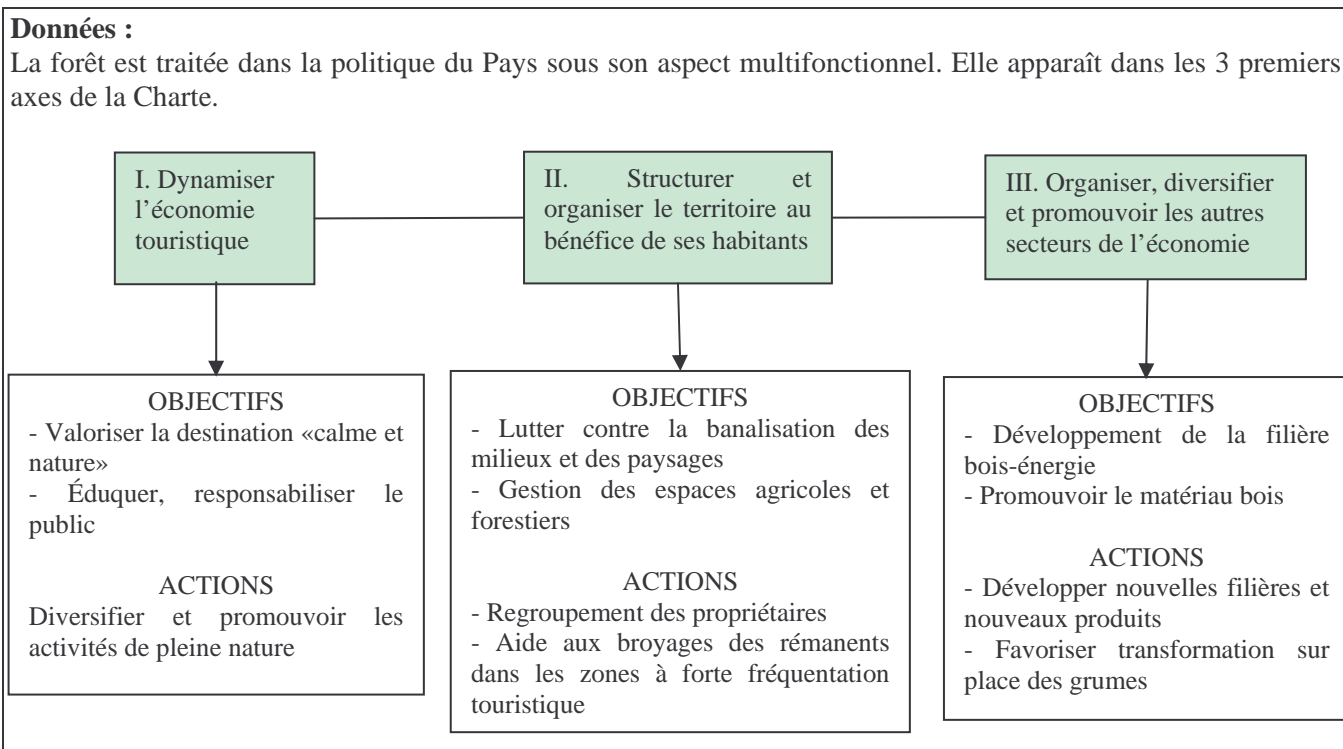 Données :
La forêt est traitée dans la politique du Pays sous son aspect multifonctionnel. Elle apparaît dans les 3 premiers
axes de la Charte.
I. Dynamiser
l’économie
touristique
II. Structurer et
organiser le territoire au
bénéfice de ses habitants
III. Organiser, diversifier
et promouvoir les autres
secteurs de l’économie
OBJECTIFS
- Valoriser la destination «calme et
nature»
- Éduquer, responsabiliser le
public
ACTIONS
Diversifier et promouvoir les
activités de pleine nature
OBJECTIFS
- Lutter contre la banalisation des
milieux et des paysages
- Gestion des espaces agricoles et
forestiers
ACTIONS
- Regroupement des propriétaires
- Aide aux broyages des rémanents
dans les zones à forte fréquentation
touristique
OBJECTIFS
- Développement de la filière
bois-énergie
- Promouvoir le matériau bois
ACTIONS
- Développer nouvelles filières et
nouveaux produits
- Favoriser transformation sur
place des grumes